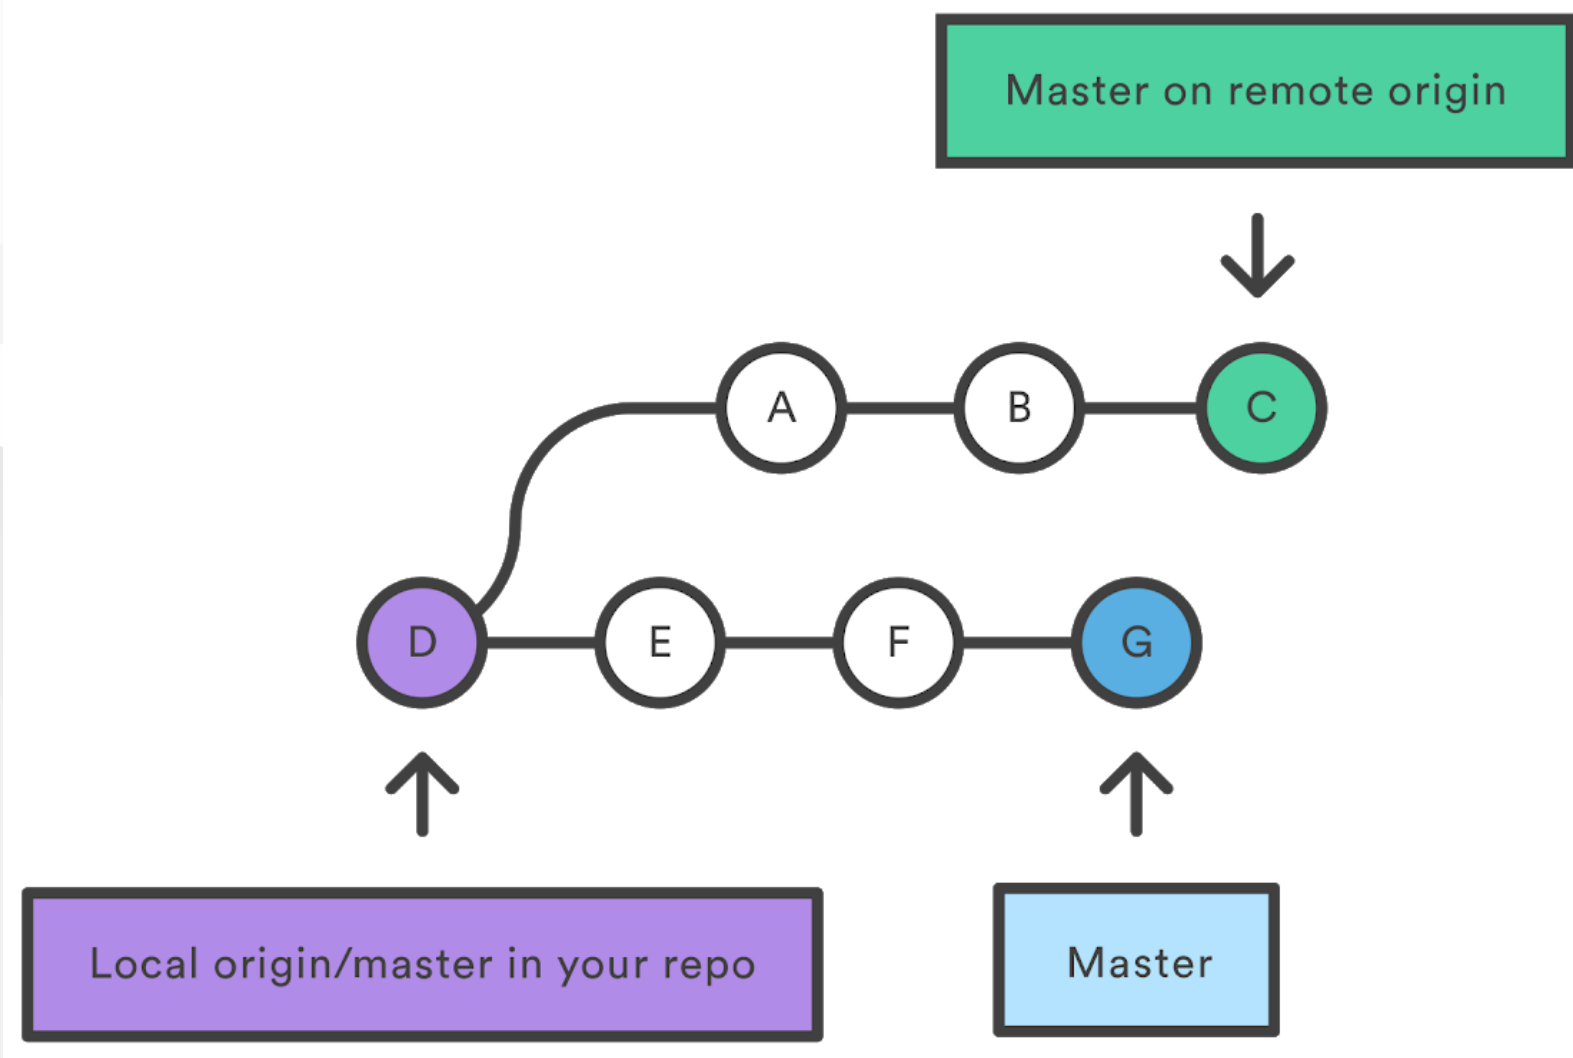 Master on remote origin
A B C
D E F G
Local origin/master in your repo
Master